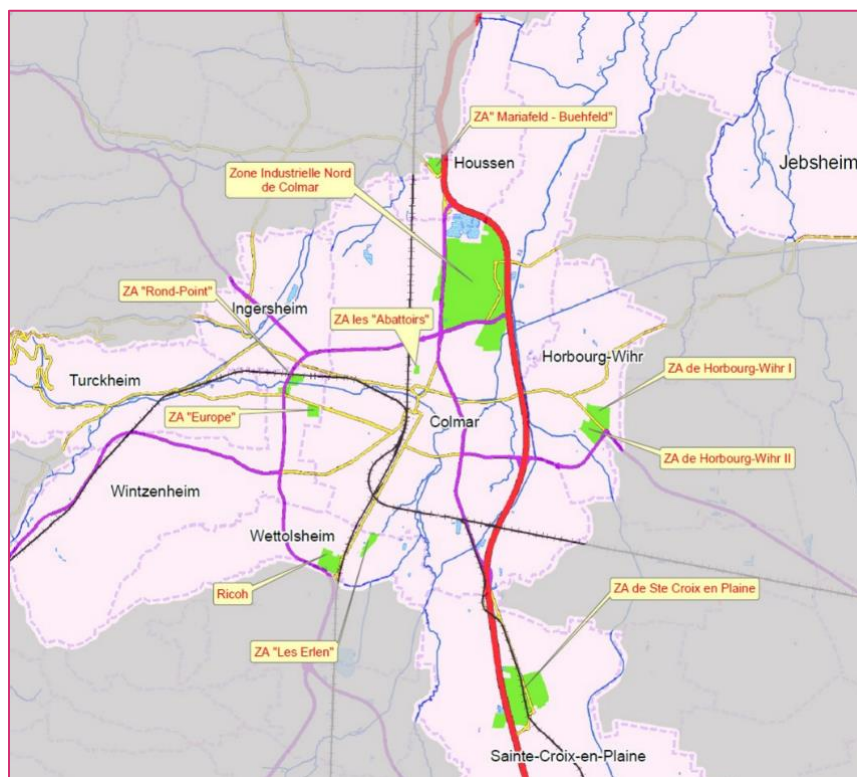 ZA" Mariafeld - Buehfeld"
Houssen
Jebsheim
Zone Industrielle Nord
de Colmar
ZA "Rond-Point"
Ingersheim
ZA les "Abattoirs"
Horbourg-Wihr
Turckheim
ZA de Horbourg-Wihr I
ZA "Europe"
Colmar
ZA de Horbourg-Wihr II
Wintzenheim
Wettolsheim
Ricoh
ZA de Ste Croix en Plaine
ZA "Les Erlen"
Sainte-Croix-en-Plaine